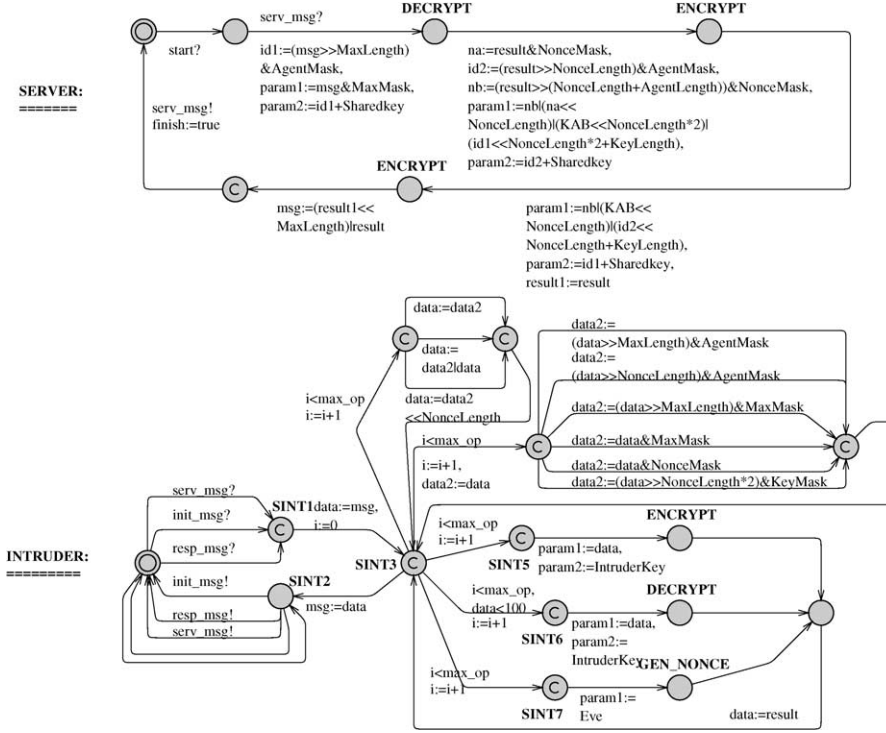 SERVER:
=======
start?
serv_msg?
id1:=(msg>>MaxLength)
&AgentMask,
param1:=msg&MaxMask,
param2:=id1+Sharedkey
DECRYPT
na:=result&NonceMask,
id2:=(result>>NonceLength)&AgentMask,
nb:=(result>>(NonceLength+AgentLength))&NonceMask,
param1:=nb|(na<<
NonceLength)|(KAB<<NonceLength*2)|
(id1<<NonceLength*2+KeyLength),
param2:=id2+Sharedkey
ENCRYPT
serv_msg!
finish:=true
C
msg:=(result1<<
MaxLength)|result
ENCRYPT
param1:=nb|(KAB<<
NonceLength)|(id2<<
NonceLength+KeyLength),
param2:=id1+Sharedkey,
result1:=result
INTRUDER:
=========
serv_msg?
init_msg?
resp_msg?
init_msg!
resp_msg!
serv_msg!
SINT1
C
data:=msg,
i:=0
SINT2
msg:=data
SINT3
C
i<max_op
i:=i+1
C
data:=data2
data:=
data2|data
data:=data2
<<NonceLength
C
i<max_op
i:=i+1,
data2:=data
C
data2:=
(data>>MaxLength)&AgentMask
data2:=
(data>>NonceLength)&AgentMask
data2:=(data>>MaxLength)&MaxMask
data2:=data&MaxMask
data2:=data&NonceMask
data2:=(data>>NonceLength*2)&KeyMask
C
i<max_op
i:=i+1
C
SINT5
param1:=data,
param2:=IntruderKey
ENCRYPT
i<max_op,
data<100
i:=i+1
C
SINT6
param1:=data,
param2:=
IntruderKey
DECRYPT
i<max_op
i:=i+1
C
SINT7
param1:=
Eve
GEN_NONCE
data:=result